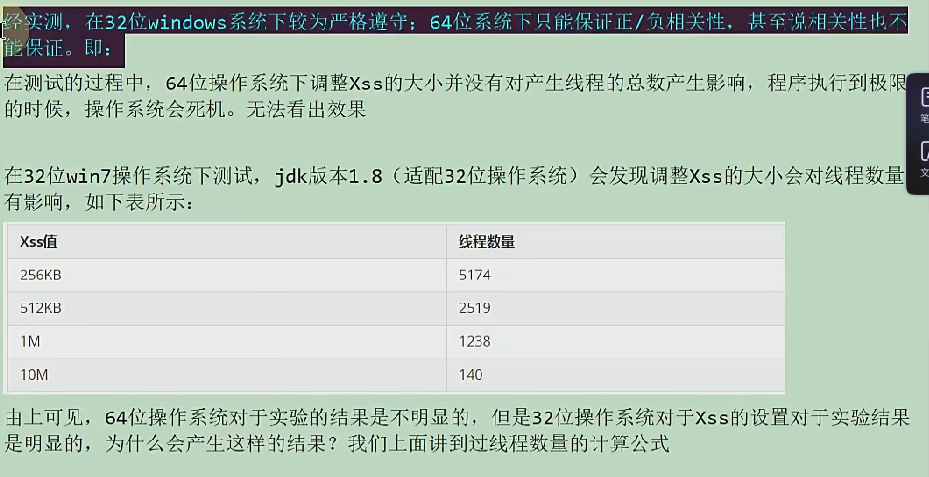 经实测，在32位windows系统下较为严格遵守；64位系统下只能保证正/负相关性，甚至说相关性也不
能保证。即：
在测试的过程中，64位操作系统下调整Xss的大小并没有对产生线程的总数产生影响，程序执行到极限
的时候，操作系统会死机。无法看出效果
在32位win7操作系统下测试，jdk版本1.8（适配32位操作系统）会发现调整Xss的大小会对线程数量
有影响，如下表所示：
Xss值 线程数量
256KB 5174
512KB 2519
1M 1238
10M 140
由上可见，64位操作系统对于实验的结果是不明显的，但是32位操作系统对于Xss的设置对于实验结果
是明显的，为什么会产生这样的结果？我们上面讲到过线程数量的计算公式